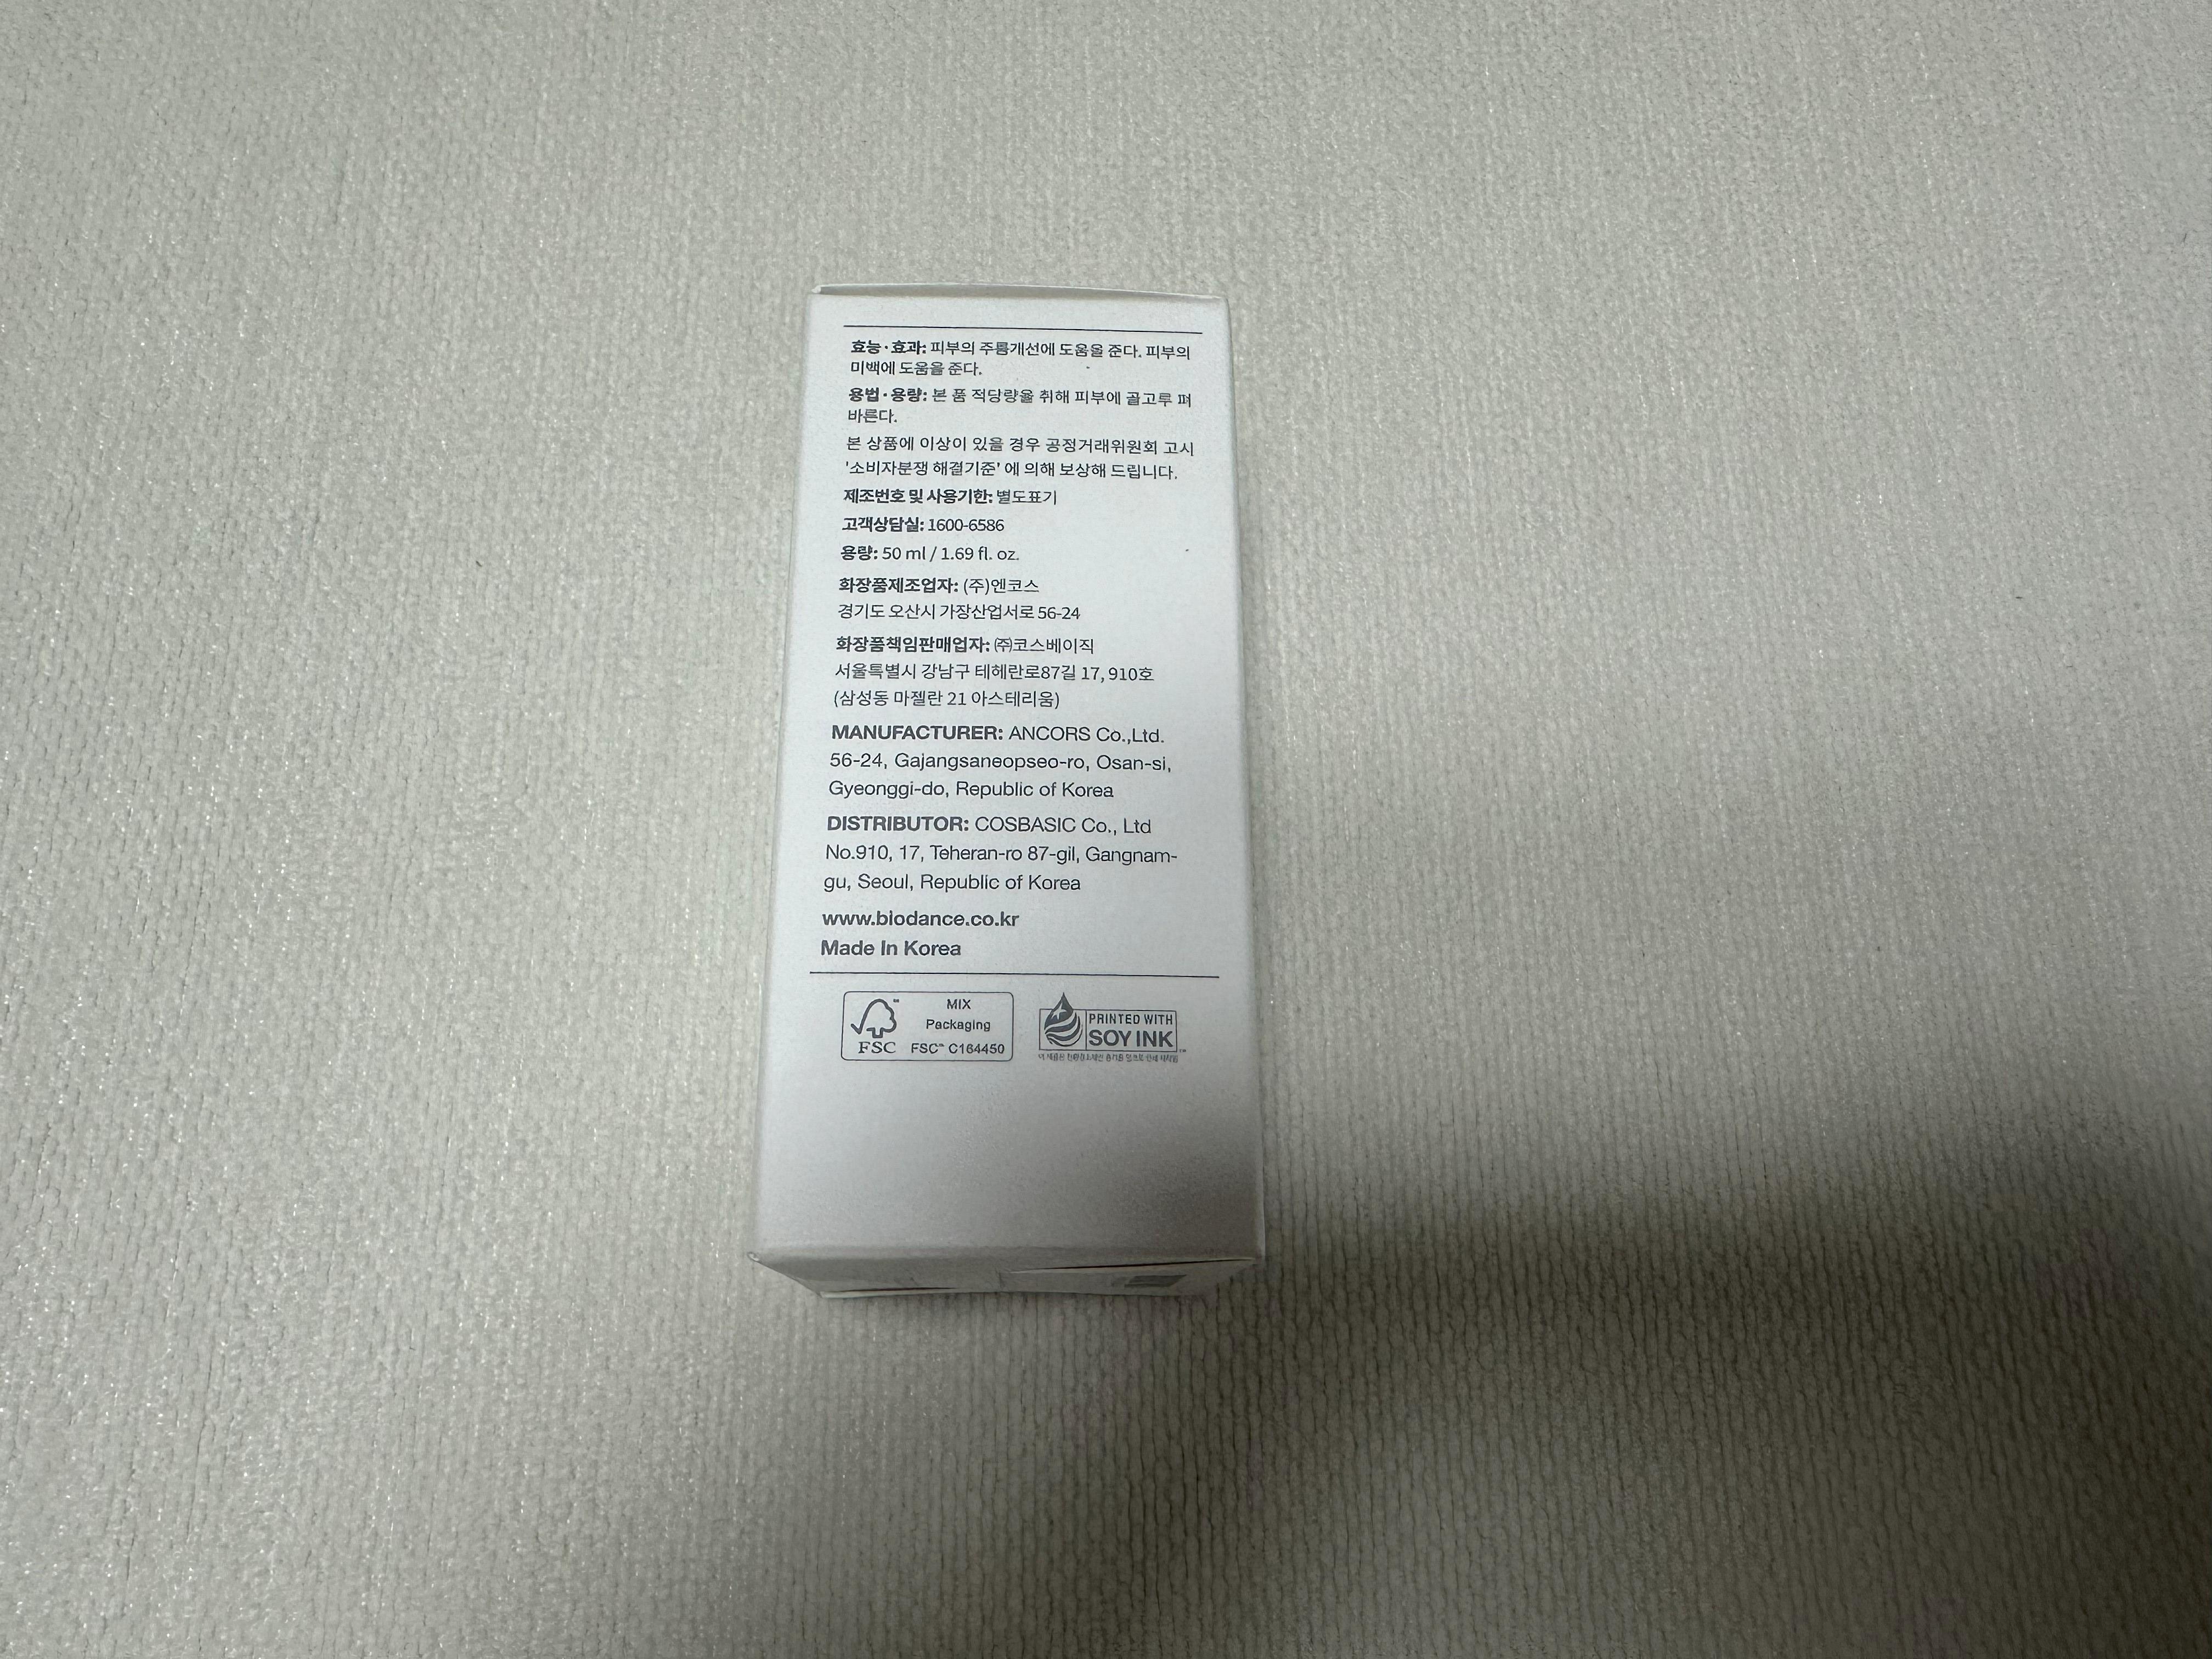 효능·효과: 피부의 주름개선에 도움을 준다. 피부의
미백에 도움을 준다.
용법·용량: 본 품 적당량을 취해 피부에 골고루 펴
바른다.
본 상품에 이상이 있을 경우 공정거래위원회 고시
'소비자분쟁 해결기준' 에 의해 보상해 드립니다.
제조번호 및 사용기한: 별도표기
고객상담실: 1600-6586
용량: 50 ml / 1.69 fl. oz.
화장품제조업자: (주)엔코스
경기도 오산시 가장산업서로 56-24
화장품책임판매업자: ㈜코스베이직
서울특별시 강남구 테헤란로87길 17, 910호
(삼성동 마젤란 21 아스테리움)
MANUFACTURER: ANCORS Co.,Ltd.
56-24, Gajangsaneopseo-ro, Osan-si,
Gyeonggi-do, Republic of Korea
DISTRIBUTOR: COSBASIC Co., Ltd
No.910, 17, Teheran-ro 87-gil, Gangnam-
gu, Seoul, Republic of Korea
www.biodance.co.kr
Made In Korea
MIX
Packaging
FSC™ C164450
FSC
PRINTED WITH
SOY INK™